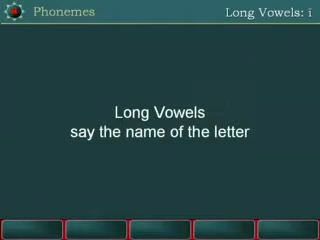 Phonemes
Long Vowels: ī
Long Vowels
say the name of the letter